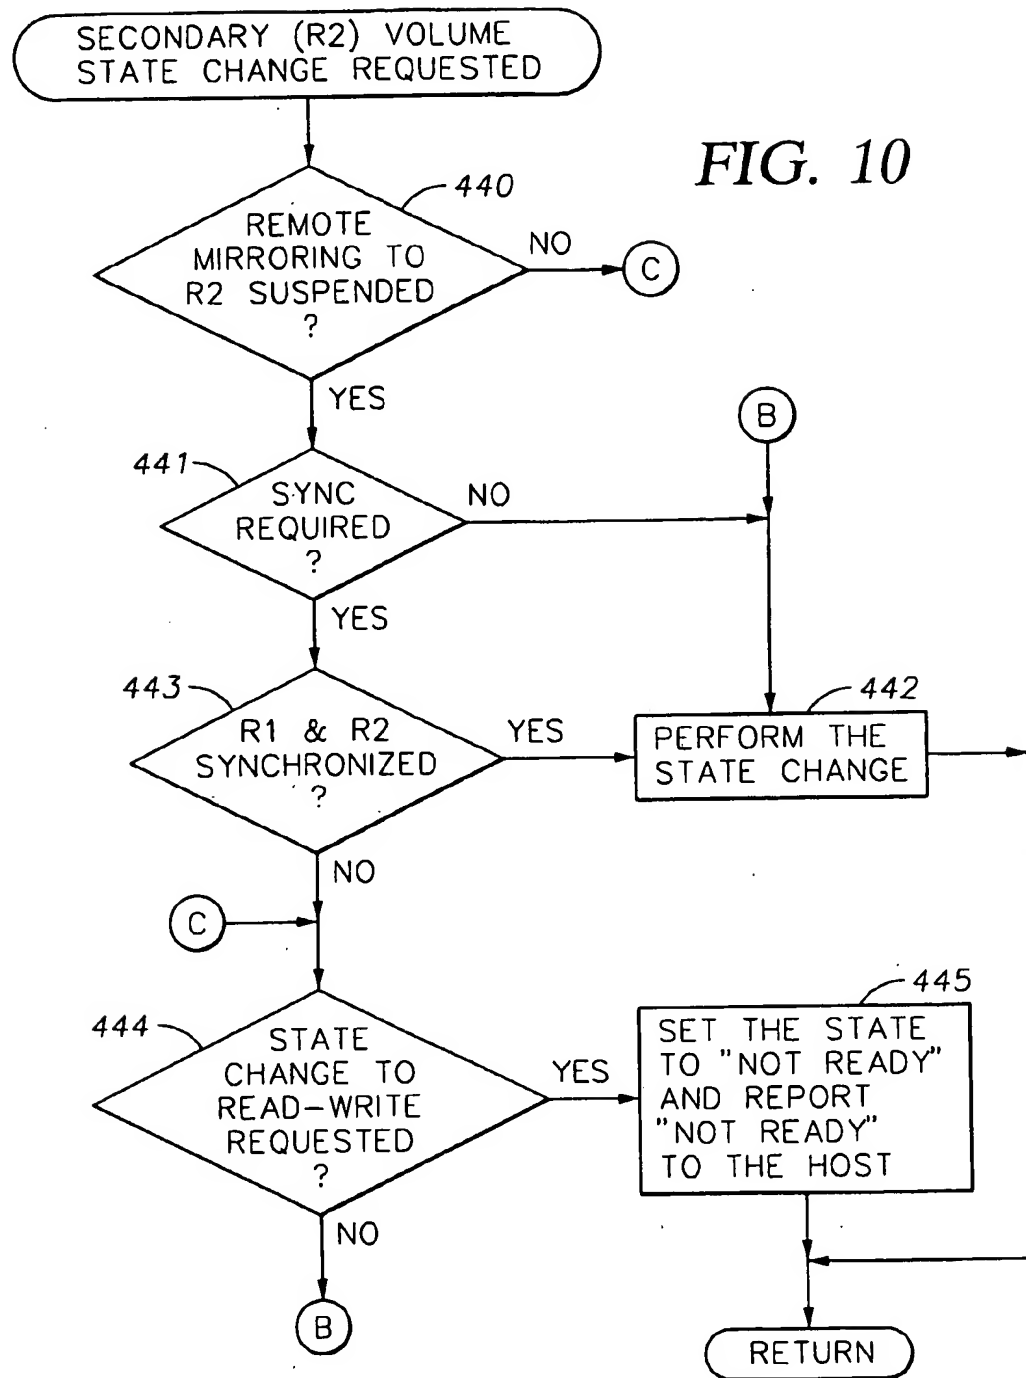 SECONDARY (R2) VOLUME
STATE CHANGE REQUESTED
FIG. 10
440
REMOTE
MIRRORING TO
R2 SUSPENDED
?
NO
C
YES
B
441
SYNC
REQUIRED
?
NO
YES
443
R1 & R2
SYNCHRONIZED
?
YES
442
PERFORM THE
STATE CHANGE
NO
C
444
STATE
CHANGE TO
READ-WRITE
REQUESTED
?
YES
445
SET THE STATE
TO "NOT READY"
AND REPORT
"NOT READY"
TO THE HOST
NO
B
RETURN